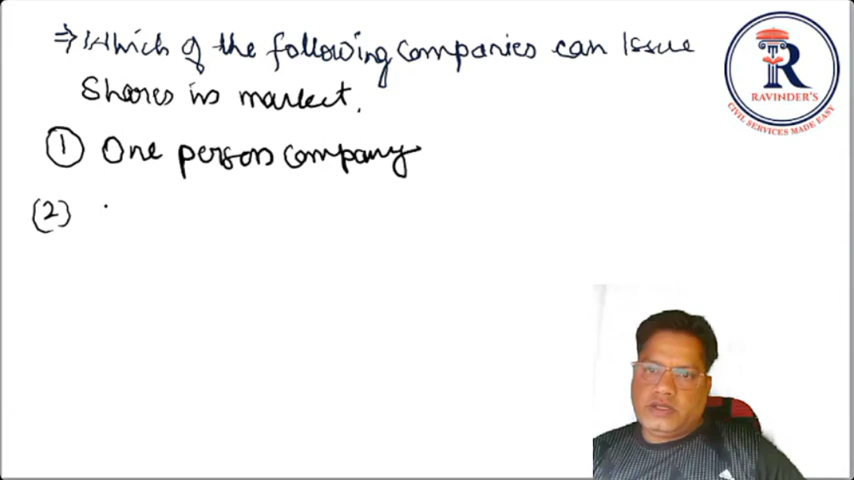 ⇒ Which of the following companies can Issue
Shares in market.
① One person company
(2)
R
RAVINDER'S
CIVIL SERVICES MADE EASY